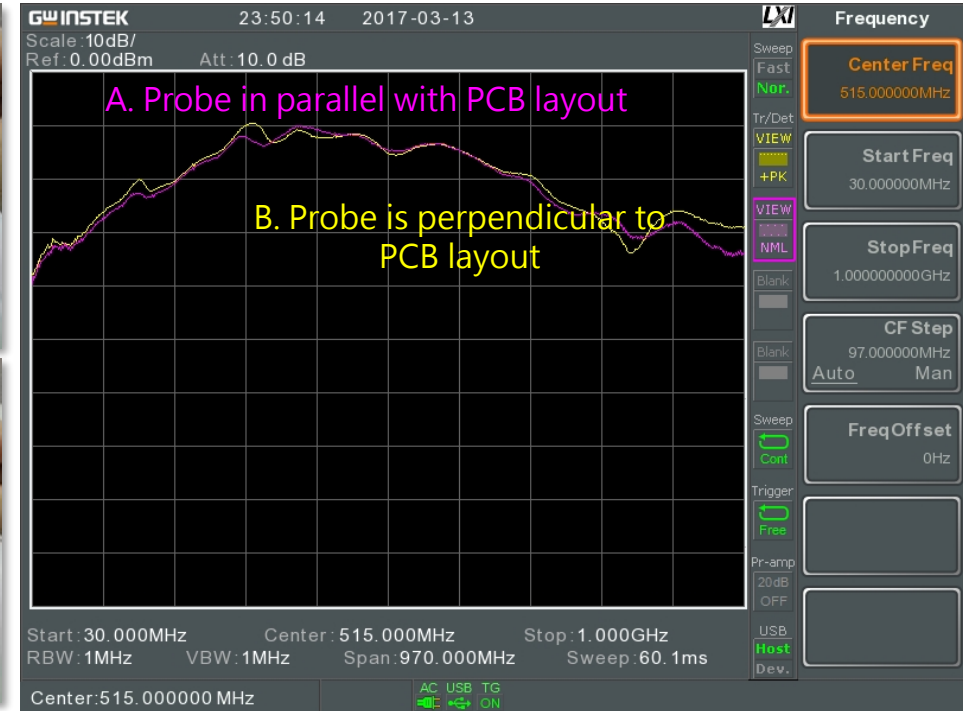 GWINSTEK 23:50:14 2017-03-13 LXI
Scale:10dB/
Ref:0.00dBm Att:10.0 dB
A. Probe in parallel with PCB layout
B. Probe is perpendicular to
PCB layout
Start:30.000MHz Center:515.000MHz Stop:1.000GHz
RBW:1MHz VBW:1MHz Span:970.000MHz Sweep:60.1ms
Center:515.000000 MHz
AC USB TG
ON
Sweep
Fast
Nor.
Tr/Det
VIEW
+PK
VIEW
NML
Blank
Blank
Sweep
Cont
Trigger
Free
Pr-amp
20dB
OFF
USB
Host
Dev.
Frequency
Center Freq
515.000000MHz
Start Freq
30.000000MHz
Stop Freq
1.000000000GHz
CF Step
97.000000MHz
Auto Man
Freq Offset
0Hz